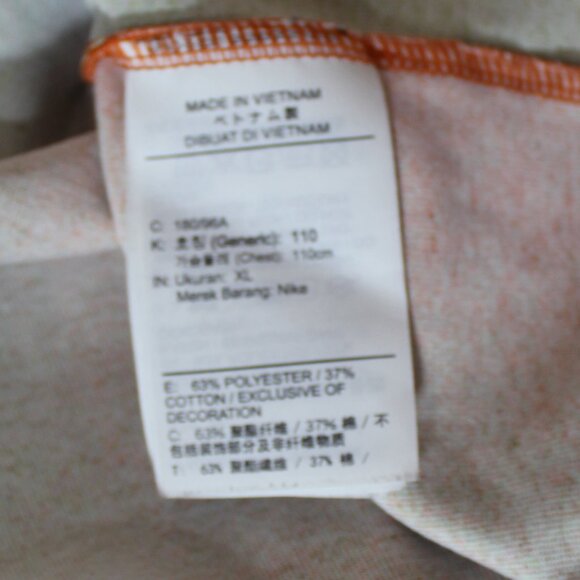 MADE IN VIETNAM
ベトナム製
DIBUAT DI VIETNAM
C: 180/96A
K: 호칭 (Generic): 110
가슴둘레 (Chest): 110cm
IN: Ukuran: XL
Merek Barang: Nike
E: 63% POLYESTER / 37%
COTTON / EXCLUSIVE OF
DECORATION
C: 63% 聚酯纤维 / 37% 棉 / 不
包括装饰部分及非纤维物质
T: 63% 聚酯纖維 / 37% 棉 /